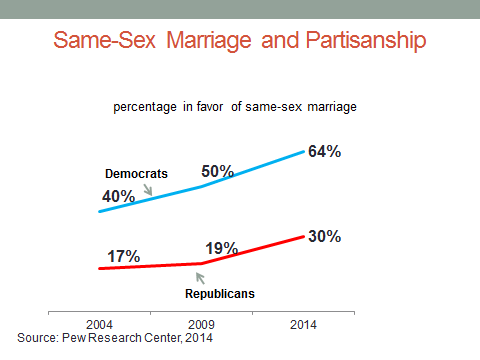 Same-Sex Marriage and Partisanship
percentage in favor of same-sex marriage
64%
Democrats
50%
40%
30%
17%
19%
Republicans
2004 2009 2014
Source: Pew Research Center, 2014